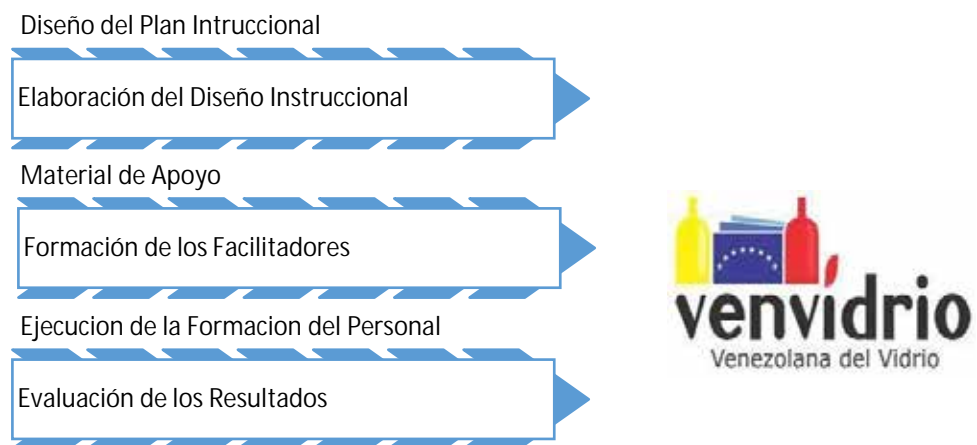 Diseño del Plan Intruccional
Elaboración del Diseño Instruccional
Material de Apoyo
Formación de los Facilitadores
Ejecucion de la Formacion del Personal
Evaluación de los Resultados
venvidrio
Venezolana del Vidrio